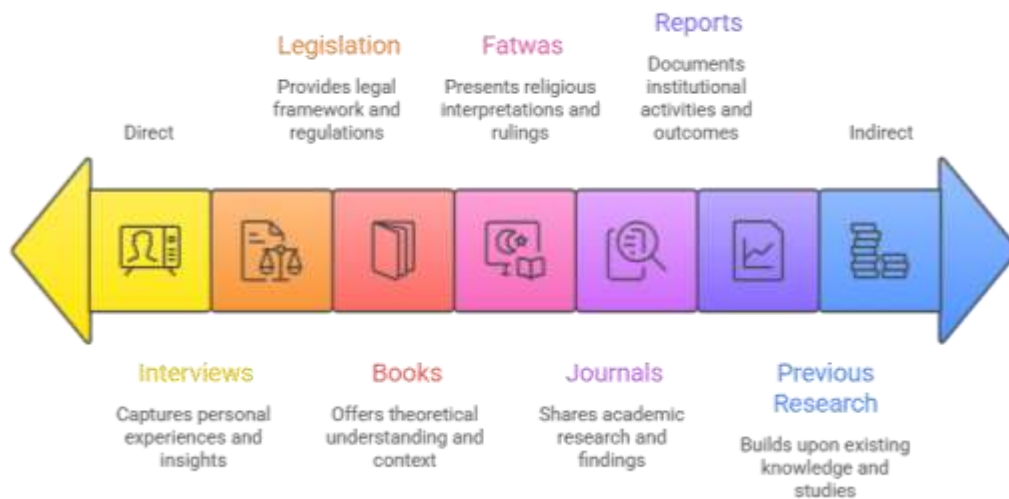 Reports
Legislation
Fatwas
Documents
institutional
activities and
outcomes
Provides legal
framework and
regulations
Presents religious
interpretations and
rulings
Direct
Indirect
Interviews
Books
Journals
Previous
Research
Captures personal
experiences and
insights
Offers theoretical
understanding and
context
Shares academic
research and
findings
Builds upon existing
knowledge and
studies